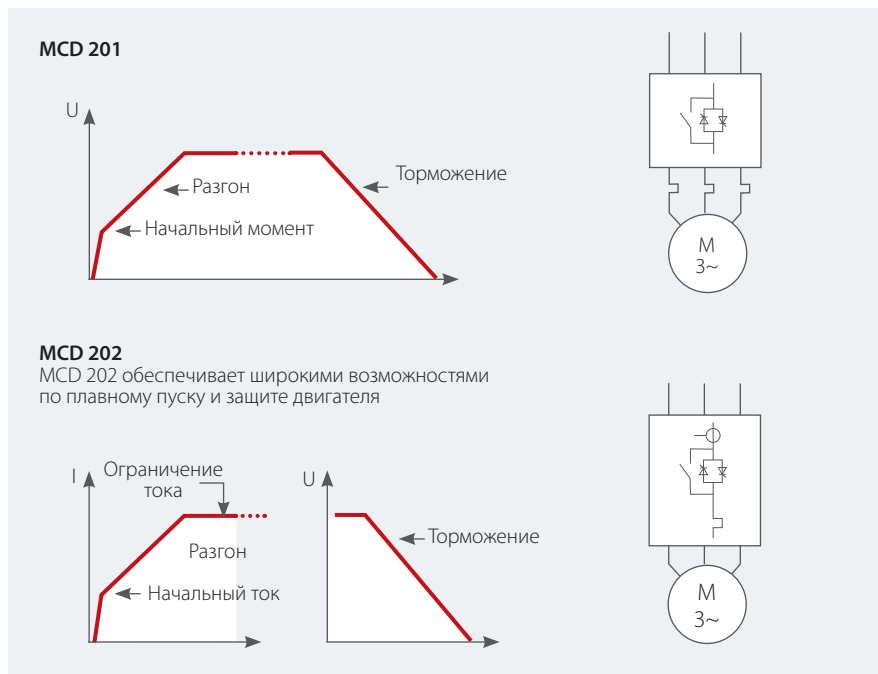 MCD 201
U
Разгон
Торможение
Начальный момент
M
3~
MCD 202
MCD 202 обеспечивает широкими возможностями
по плавному пуску и защите двигателя
I
Ограничение
тока
U
Разгон
Торможение
Начальный ток
M
3~